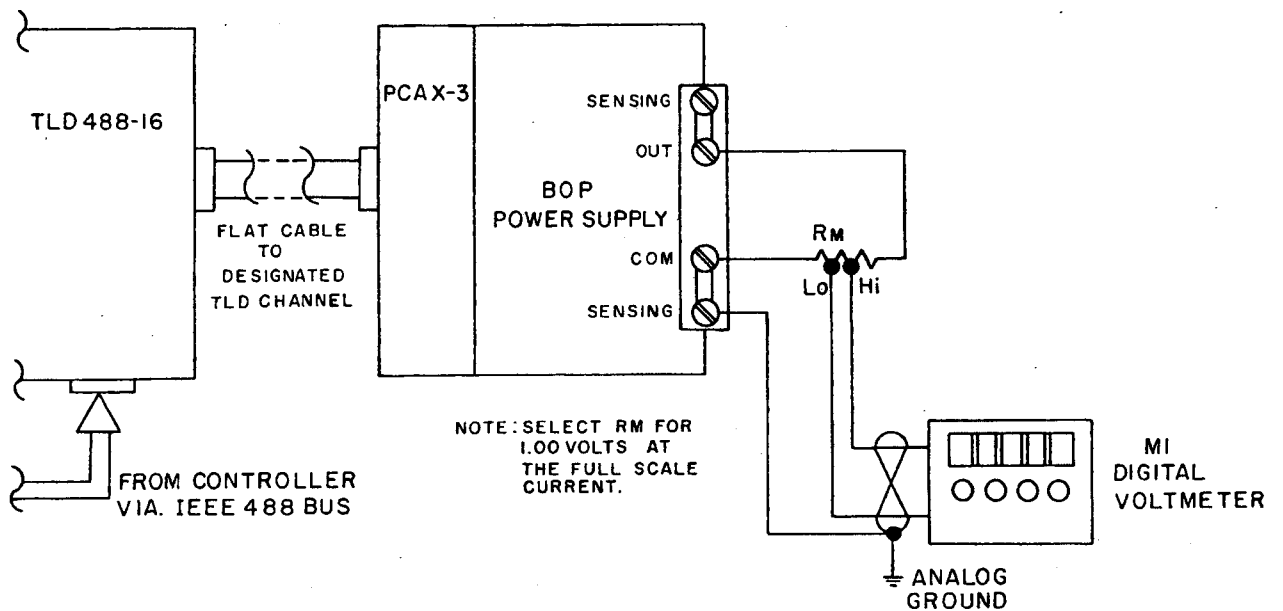 TLD 488-16
PCAX-3
SENSING
OUT
BOP
POWER SUPPLY
COM
SENSING
FLAT CABLE
TO
DESIGNATED
TLD CHANNEL
RM
Lo
Hi
NOTE: SELECT RM FOR
1.00 VOLTS AT
THE FULL SCALE
CURRENT.
FROM CONTROLLER
VIA. IEEE 488 BUS
M1
DIGITAL
VOLTMETER
ANALOG
GROUND